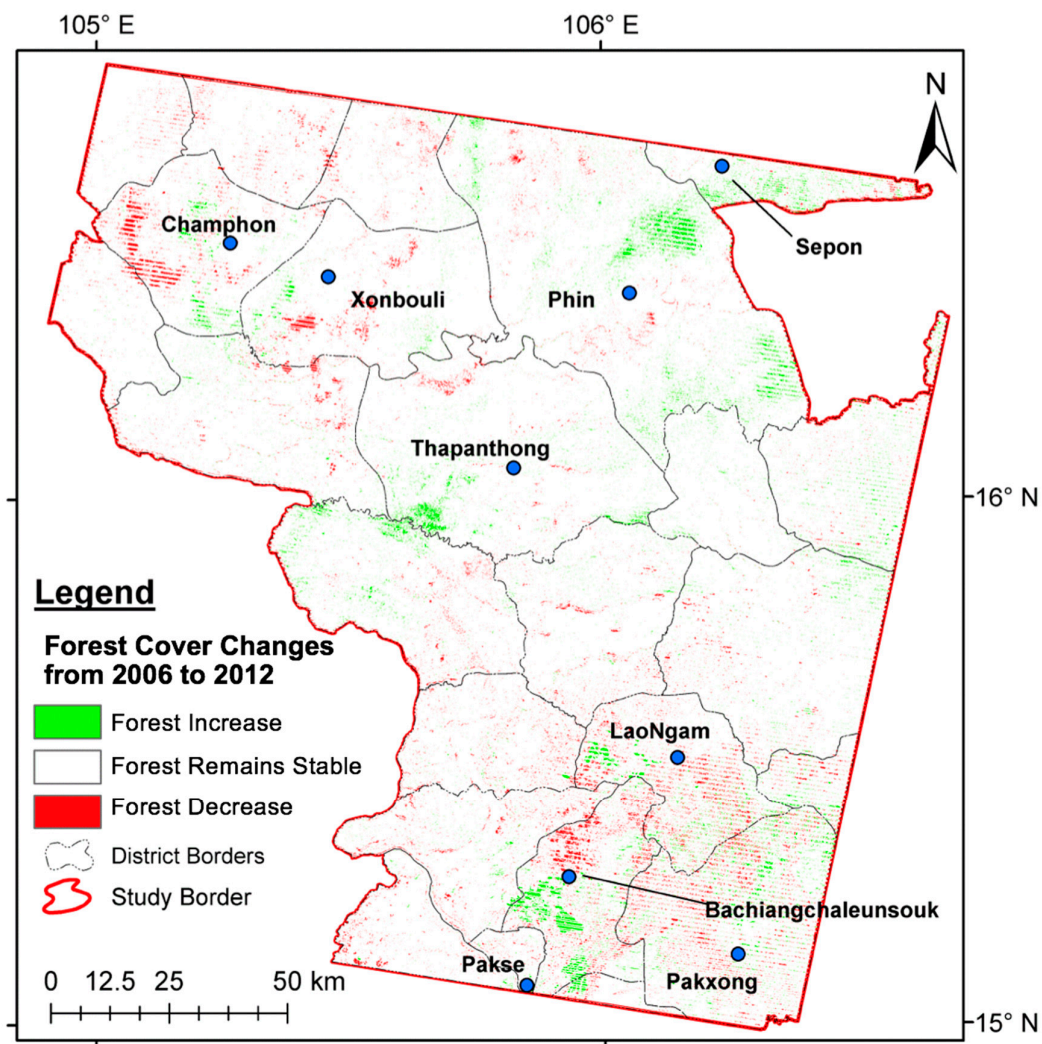 105° E
106° E
N
Champhon
Sepon
Xonbouli
Phin
Thapanthong
16° N
Legend
Forest Cover Changes
from 2006 to 2012
Forest Increase
LaoNgam
Forest Remains Stable
Forest Decrease
District Borders
Study Border
Bachiangchaleunsouk
Pakse
Pakxong
0 12.5 25 50 km
15° N